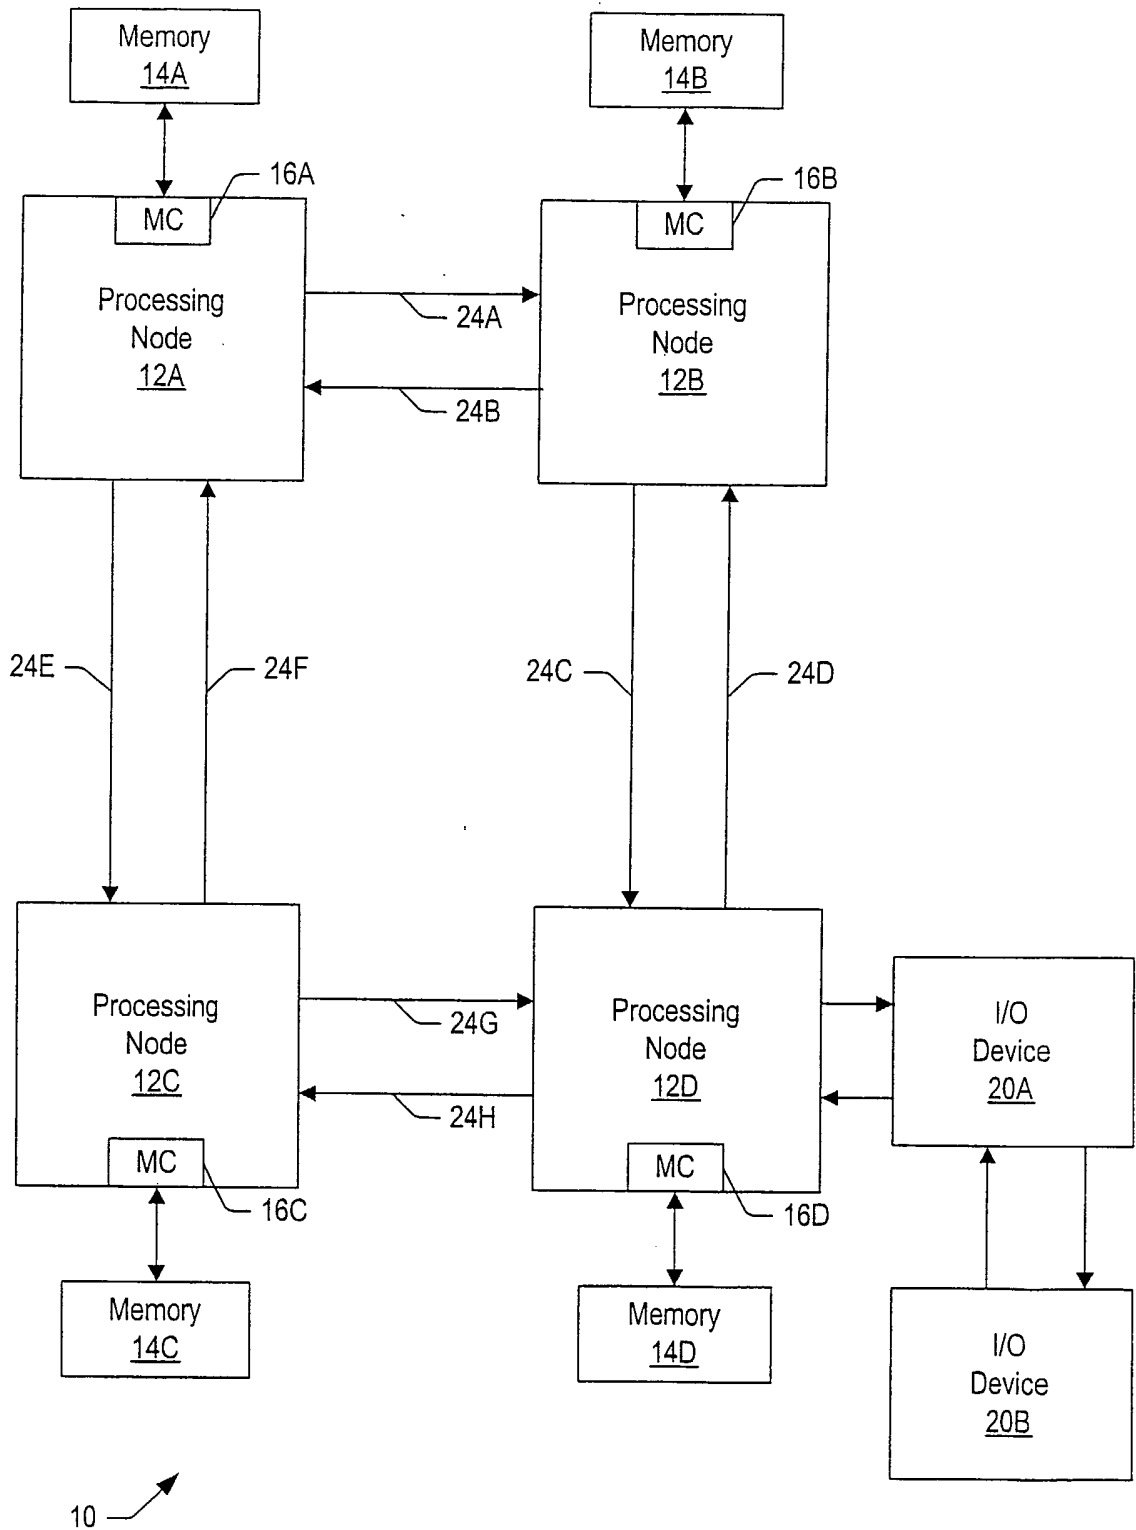 Memory
14A
Memory
14B
16A
MC
16B
MC
Processing
Node
12A
24A
24B
Processing
Node
12B
24E
24F
24C
24D
Processing
Node
12C
24G
24H
Processing
Node
12D
I/O
Device
20A
MC
16C
MC
16D
Memory
14C
Memory
14D
I/O
Device
20B
10